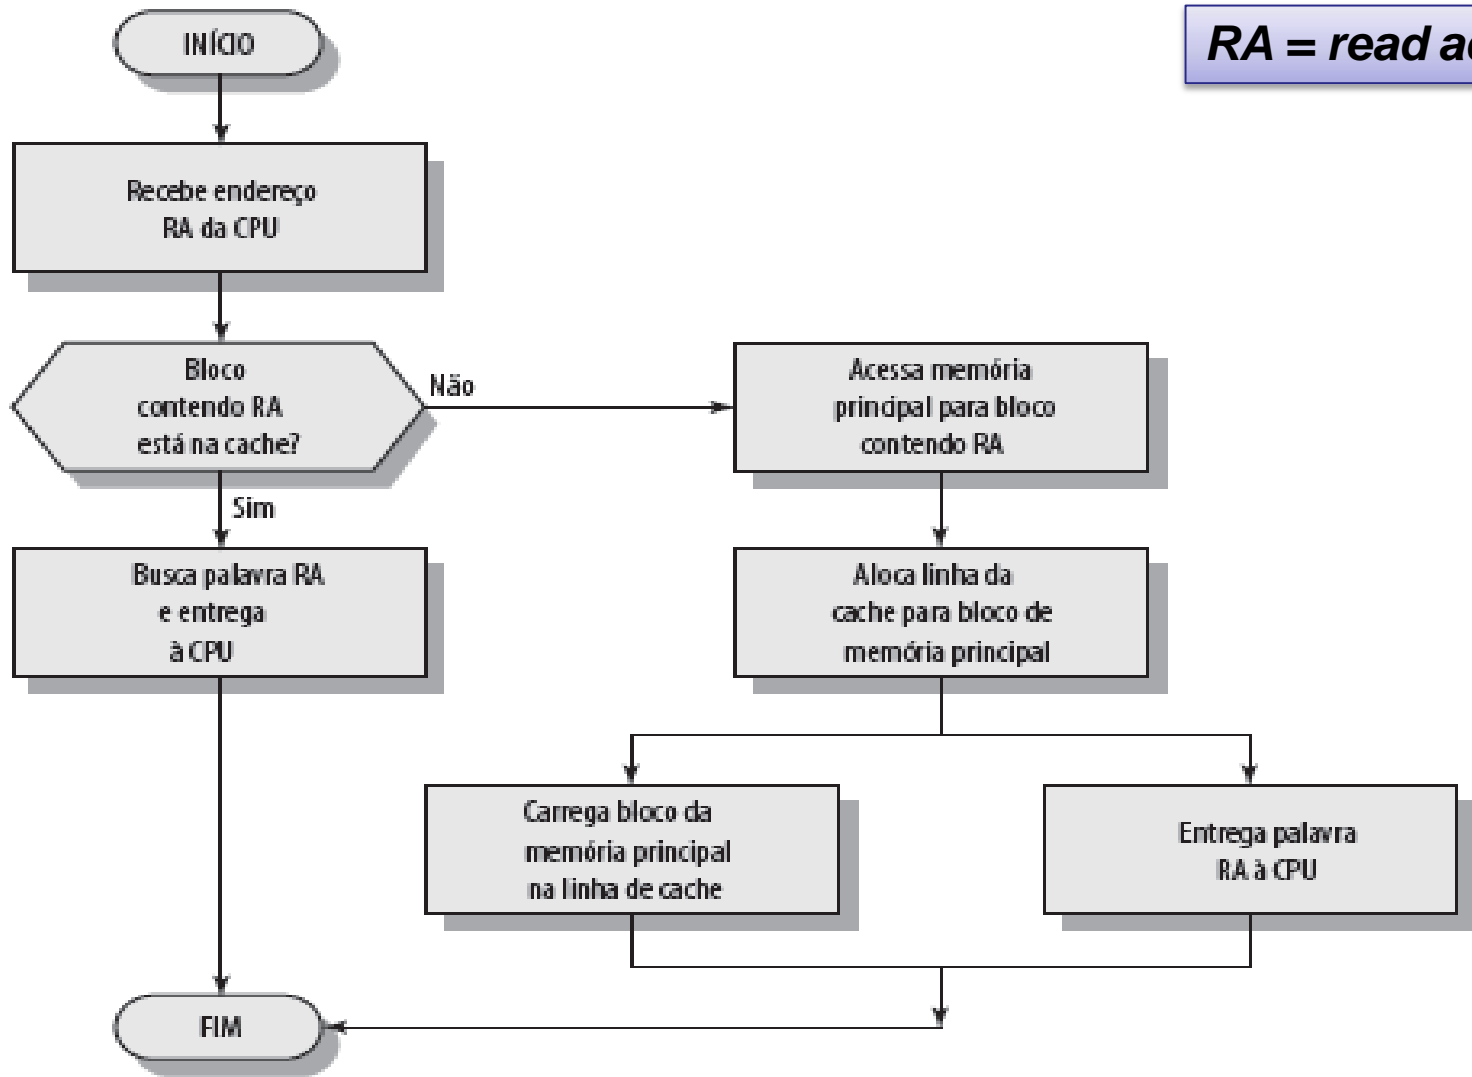 INÍCIO
RA = read
Recebe endereço
RA da CPU
Bloco
contendo RA
está na cache?
Não
Acessa memória
principal para bloco
contendo RA
Sim
Busca palavra RA
e entrega
à CPU
Aloca linha da
cache para bloco de
memória principal
Carrega bloco da
memória principal
na linha de cache
Entrega palavra
RA à CPU
FIM